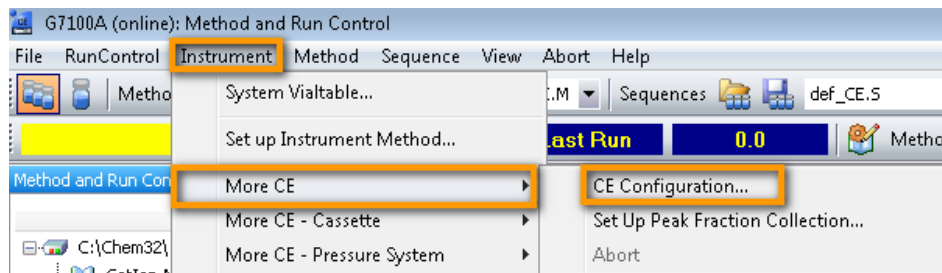 G7100A (online): Method and Run Control
File RunControl Instrument Method Sequence View Abort Help
Metho System Vialtable... .M Sequences def_CE.S
Set up Instrument Method... Last Run 0.0 Metho
Method and Run Con More CE CE Configuration...
More CE - Cassette Set Up Peak Fraction Collection...
C:\Chem32\ More CE - Pressure System Abort